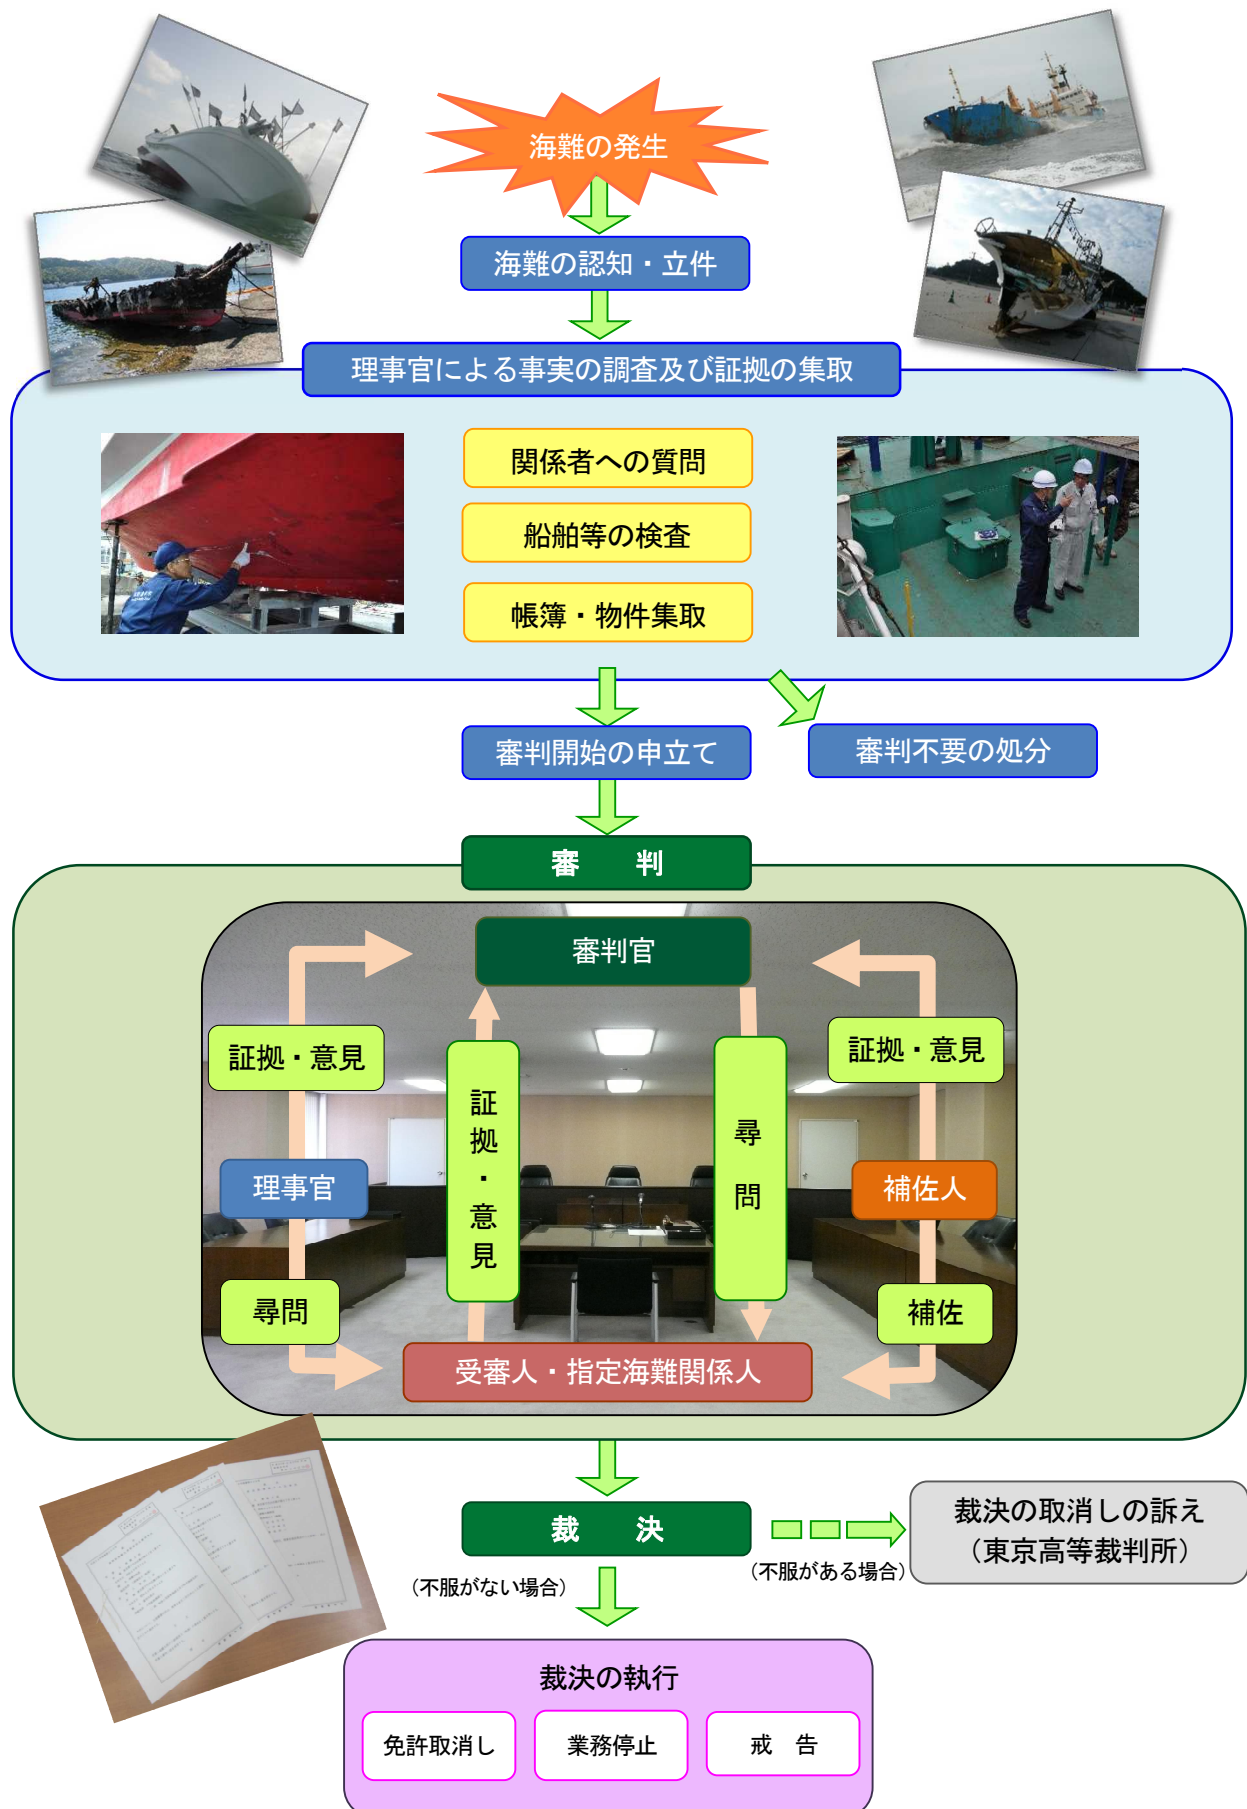 海難の発生
海難の認知・立件
理事官による事実の調査及び証拠の集取
関係者への質問
船舶等の検査
帳簿・物件集取
審判開始の申立て
審判不要の処分
審　判
審判官
証拠・意見
証拠・意見
尋問
証拠・意見
理事官
補佐人
尋問
補佐
受審人・指定海難関係人
裁　決
裁決の取消しの訴え
（東京高等裁判所）
（不服がある場合）
（不服がない場合）
裁決の執行
免許取消し
業務停止
戒　告